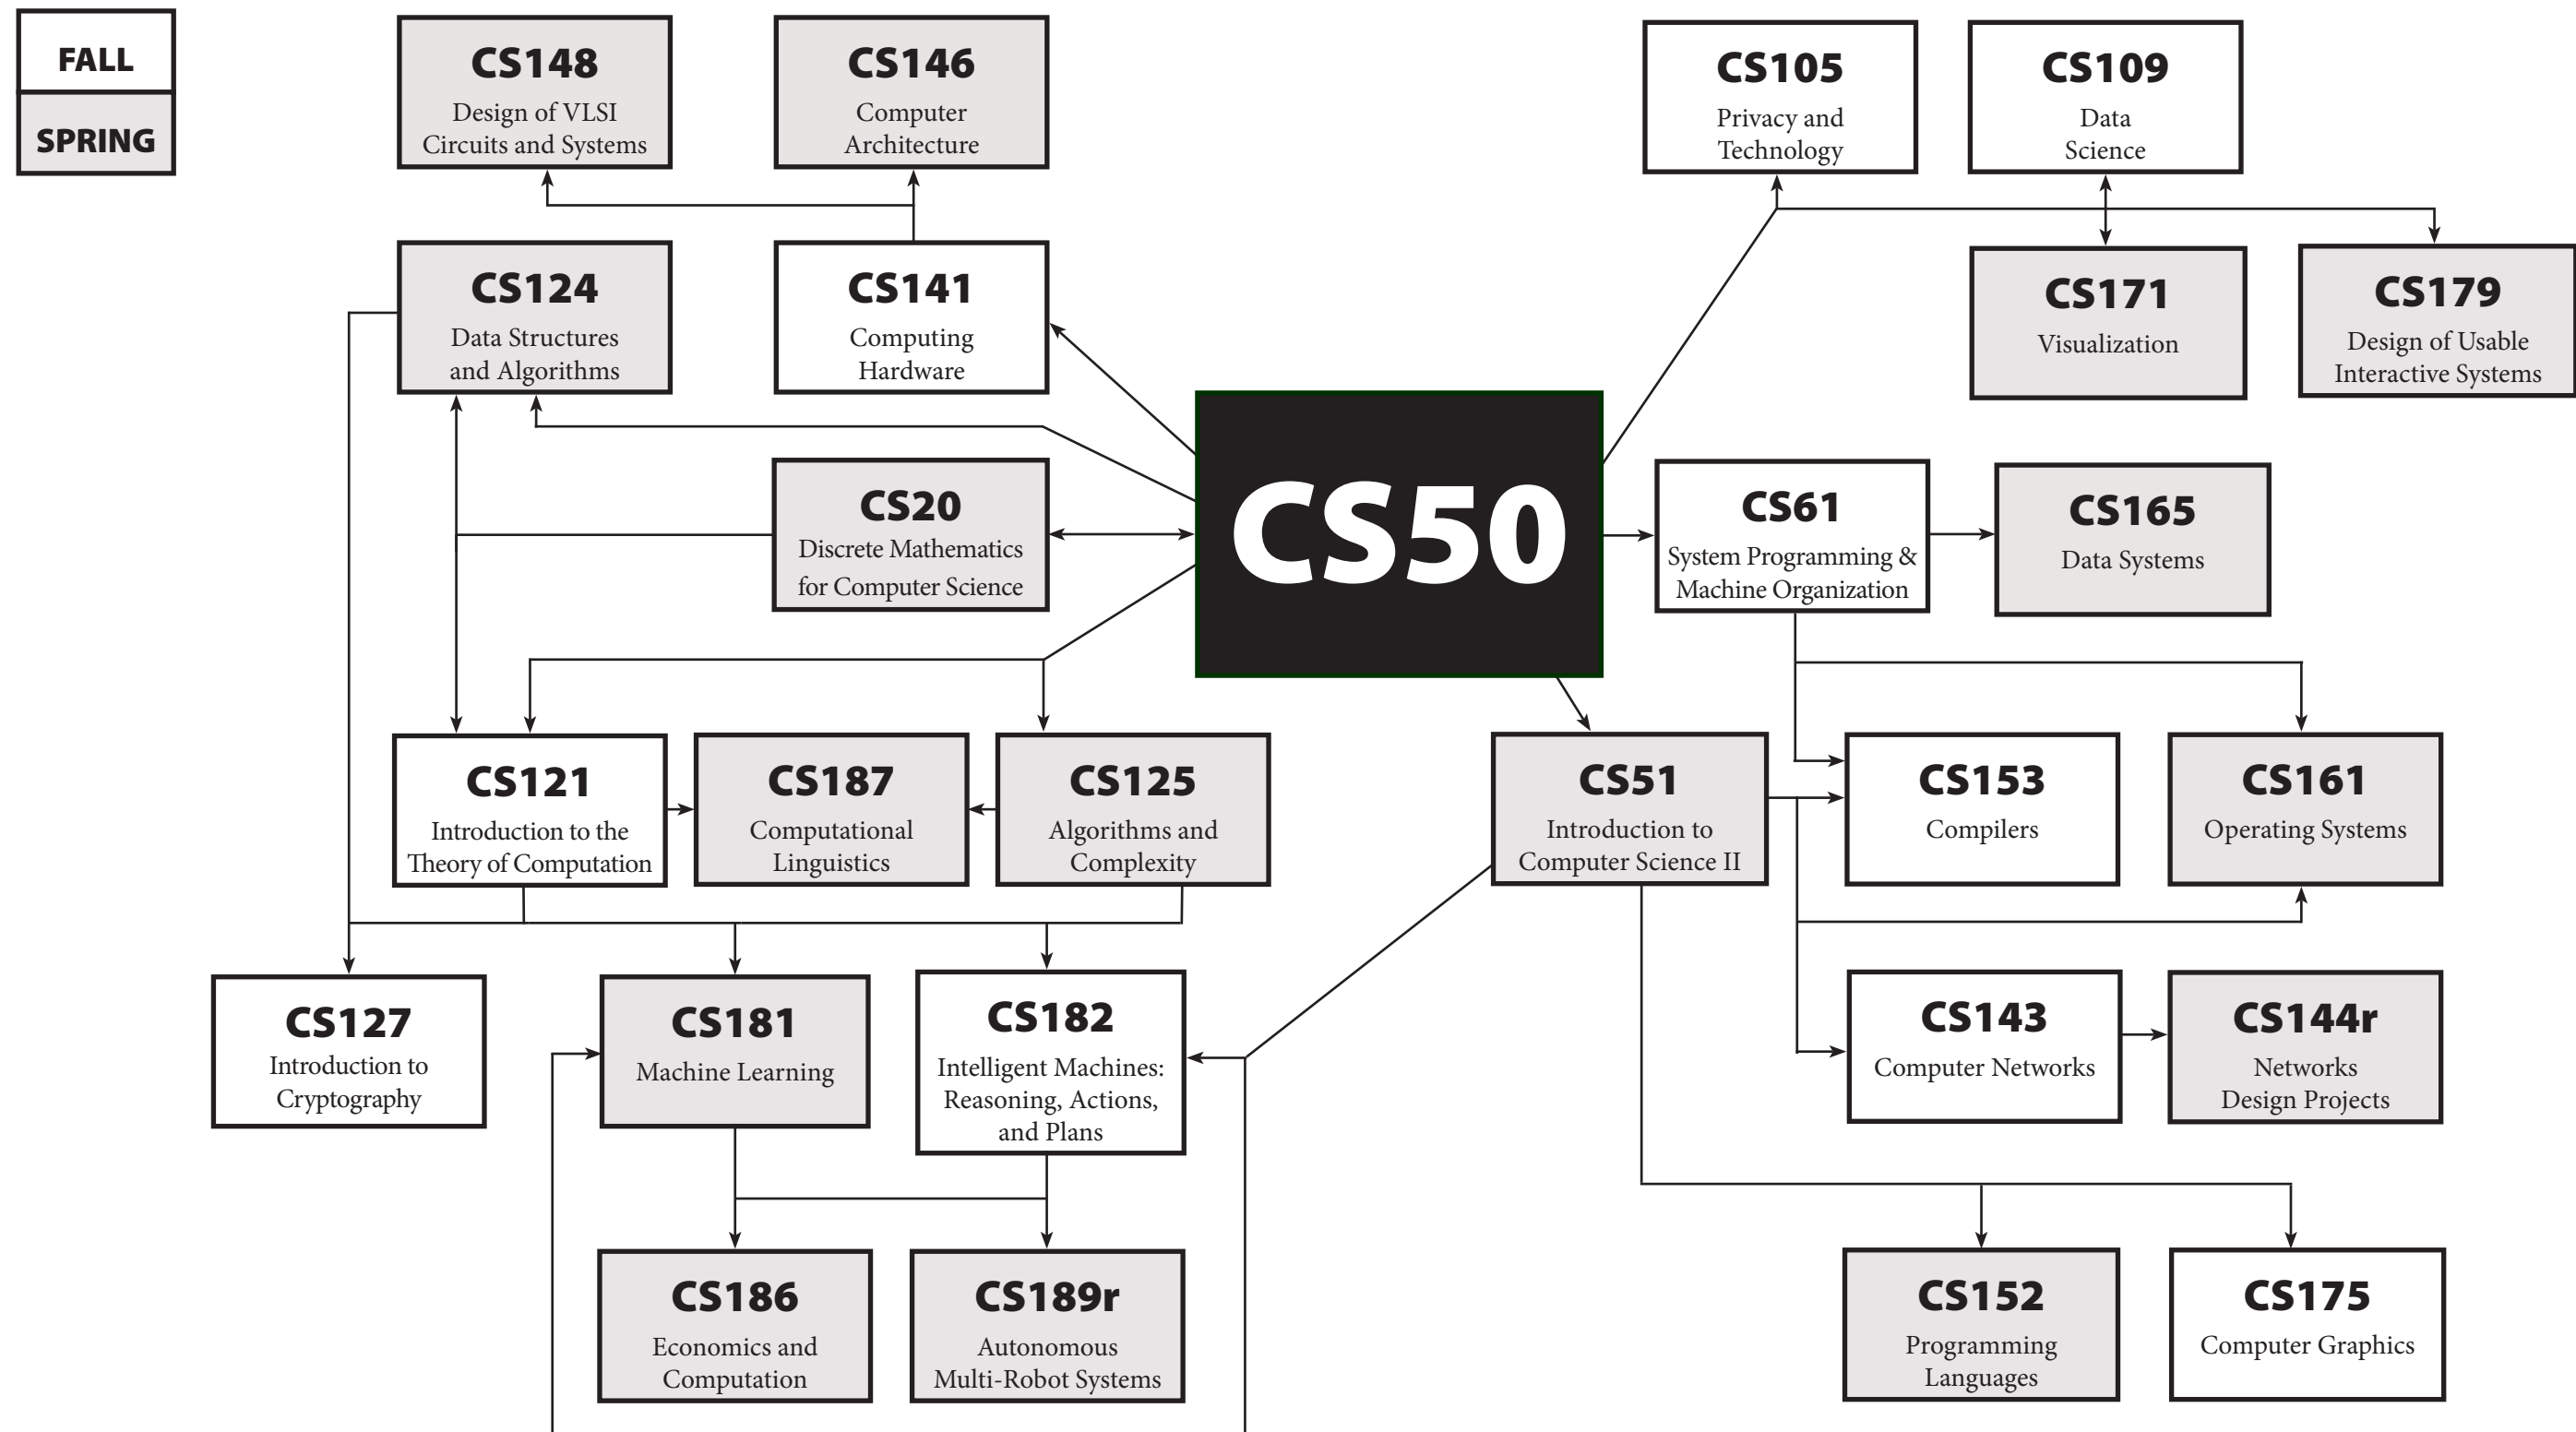 FALL
SPRING
CS148
Design of VLSI
Circuits and Systems
CS146
Computer
Architecture
CS105
Privacy and
Technology
CS109
Data
Science
CS124
Data Structures
and Algorithms
CS141
Computing
Hardware
CS171
Visualization
CS179
Design of Usable
Interactive Systems
CS20
Discrete Mathematics
for Computer Science
CS50
CS61
System Programming &
Machine Organization
CS165
Data Systems
CS121
Introduction to the
Theory of Computation
CS187
Computational
Linguistics
CS125
Algorithms and
Complexity
CS51
Introduction to
Computer Science II
CS153
Compilers
CS161
Operating Systems
CS127
Introduction to
Cryptography
CS181
Machine Learning
CS182
Intelligent Machines:
Reasoning, Actions,
and Plans
CS143
Computer Networks
CS144r
Networks
Design Projects
CS186
Economics and
Computation
CS189r
Autonomous
Multi-Robot Systems
CS152
Programming
Languages
CS175
Computer Graphics